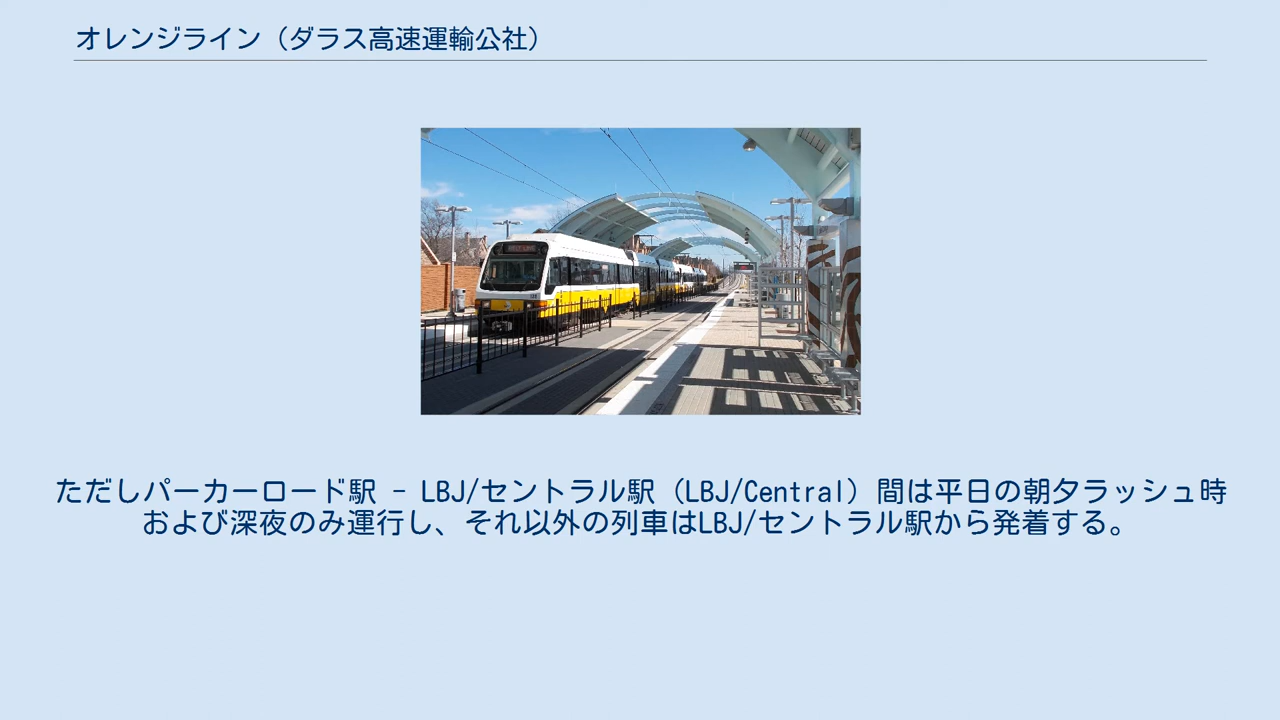 オレンジライン（ダラス高速運輸公社）
ただしパーカーロード駅 - LBJ/セントラル駅（LBJ/Central）間は平日の朝夕ラッシュ時
および深夜のみ運行し、それ以外の列車はLBJ/セントラル駅から発着する。